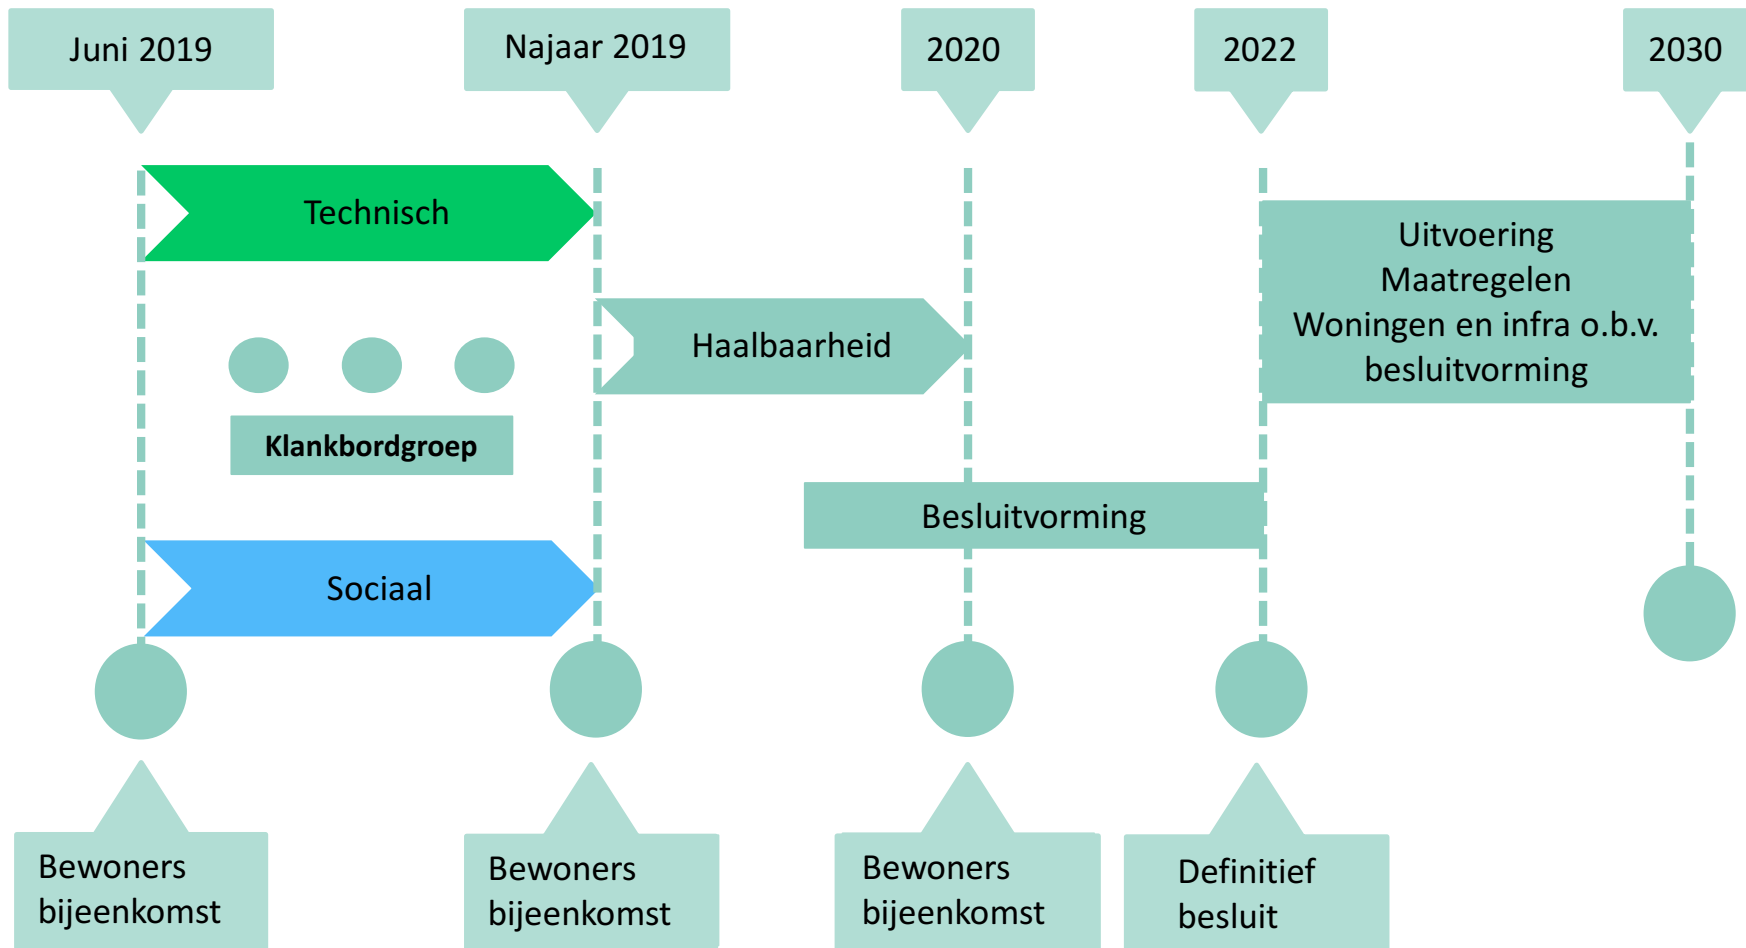 Juni 2019
Najaar 2019
2020
2022
2030
Technisch
Uitvoering
Maatregelen
Woningen en infra o.b.v.
besluitvorming
Haalbaarheid
Klankbordgroep
Besluitvorming
Sociaal
Bewoners
bijeenkomst
Bewoners
bijeenkomst
Bewoners
bijeenkomst
Definitief
besluit